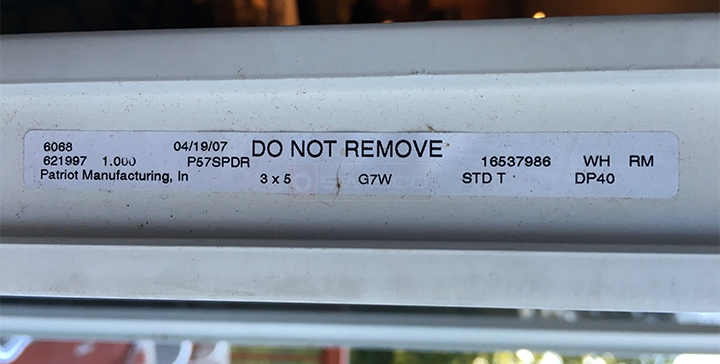 6068 04/19/07 DO NOT REMOVE
621997 1.000 P57SPDR 16537986 WH RM
Patriot Manufacturing, In 3 x 5 G7W STD T DP40